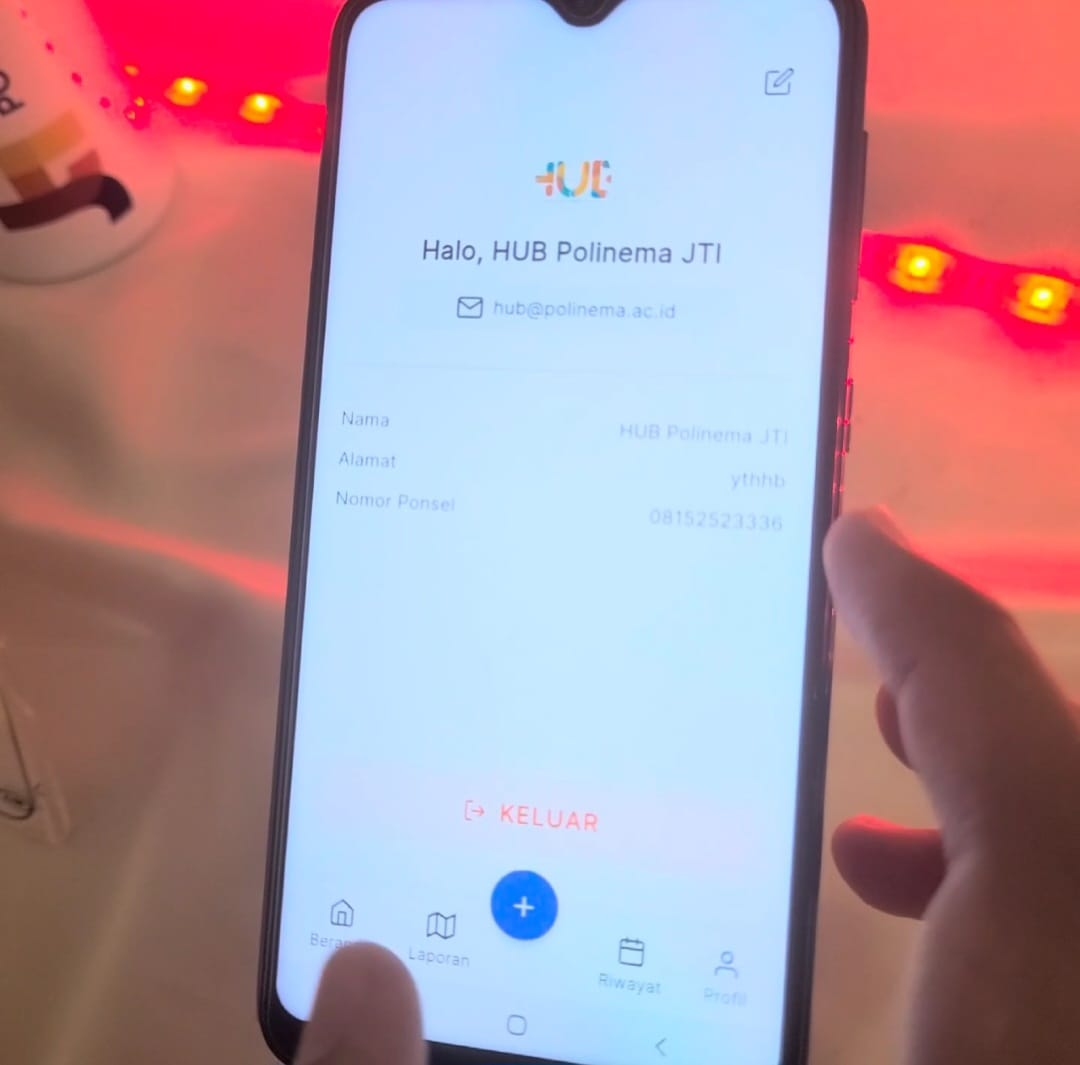 HUB
Halo, HUB Polinema JTI
hub@polinema.ac.id
Nama HUB Polinema JTI
Alamat ythhb
Nomor Ponsel 08152523336
KELUAR
Laporan
Riwayat
Profil